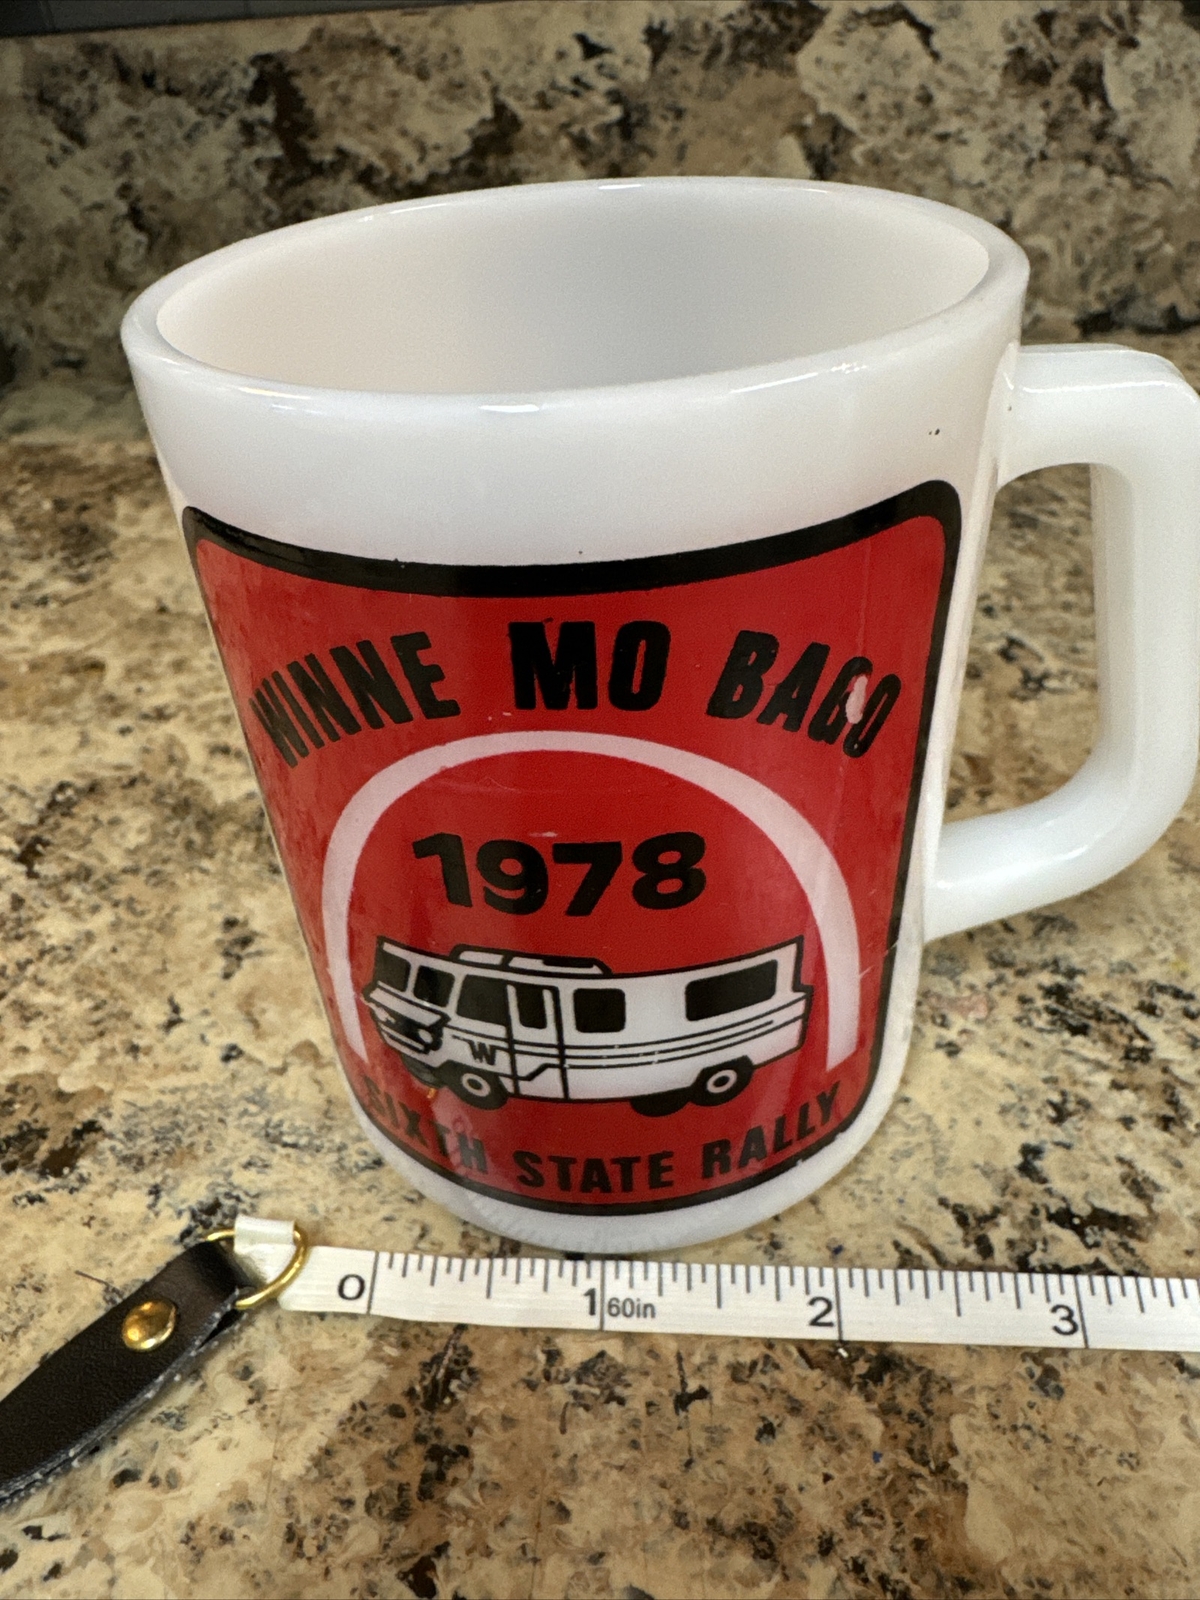 WINNE MO BAGO
1978
W
SIXTH STATE RALLY
0 1 60in 2 3